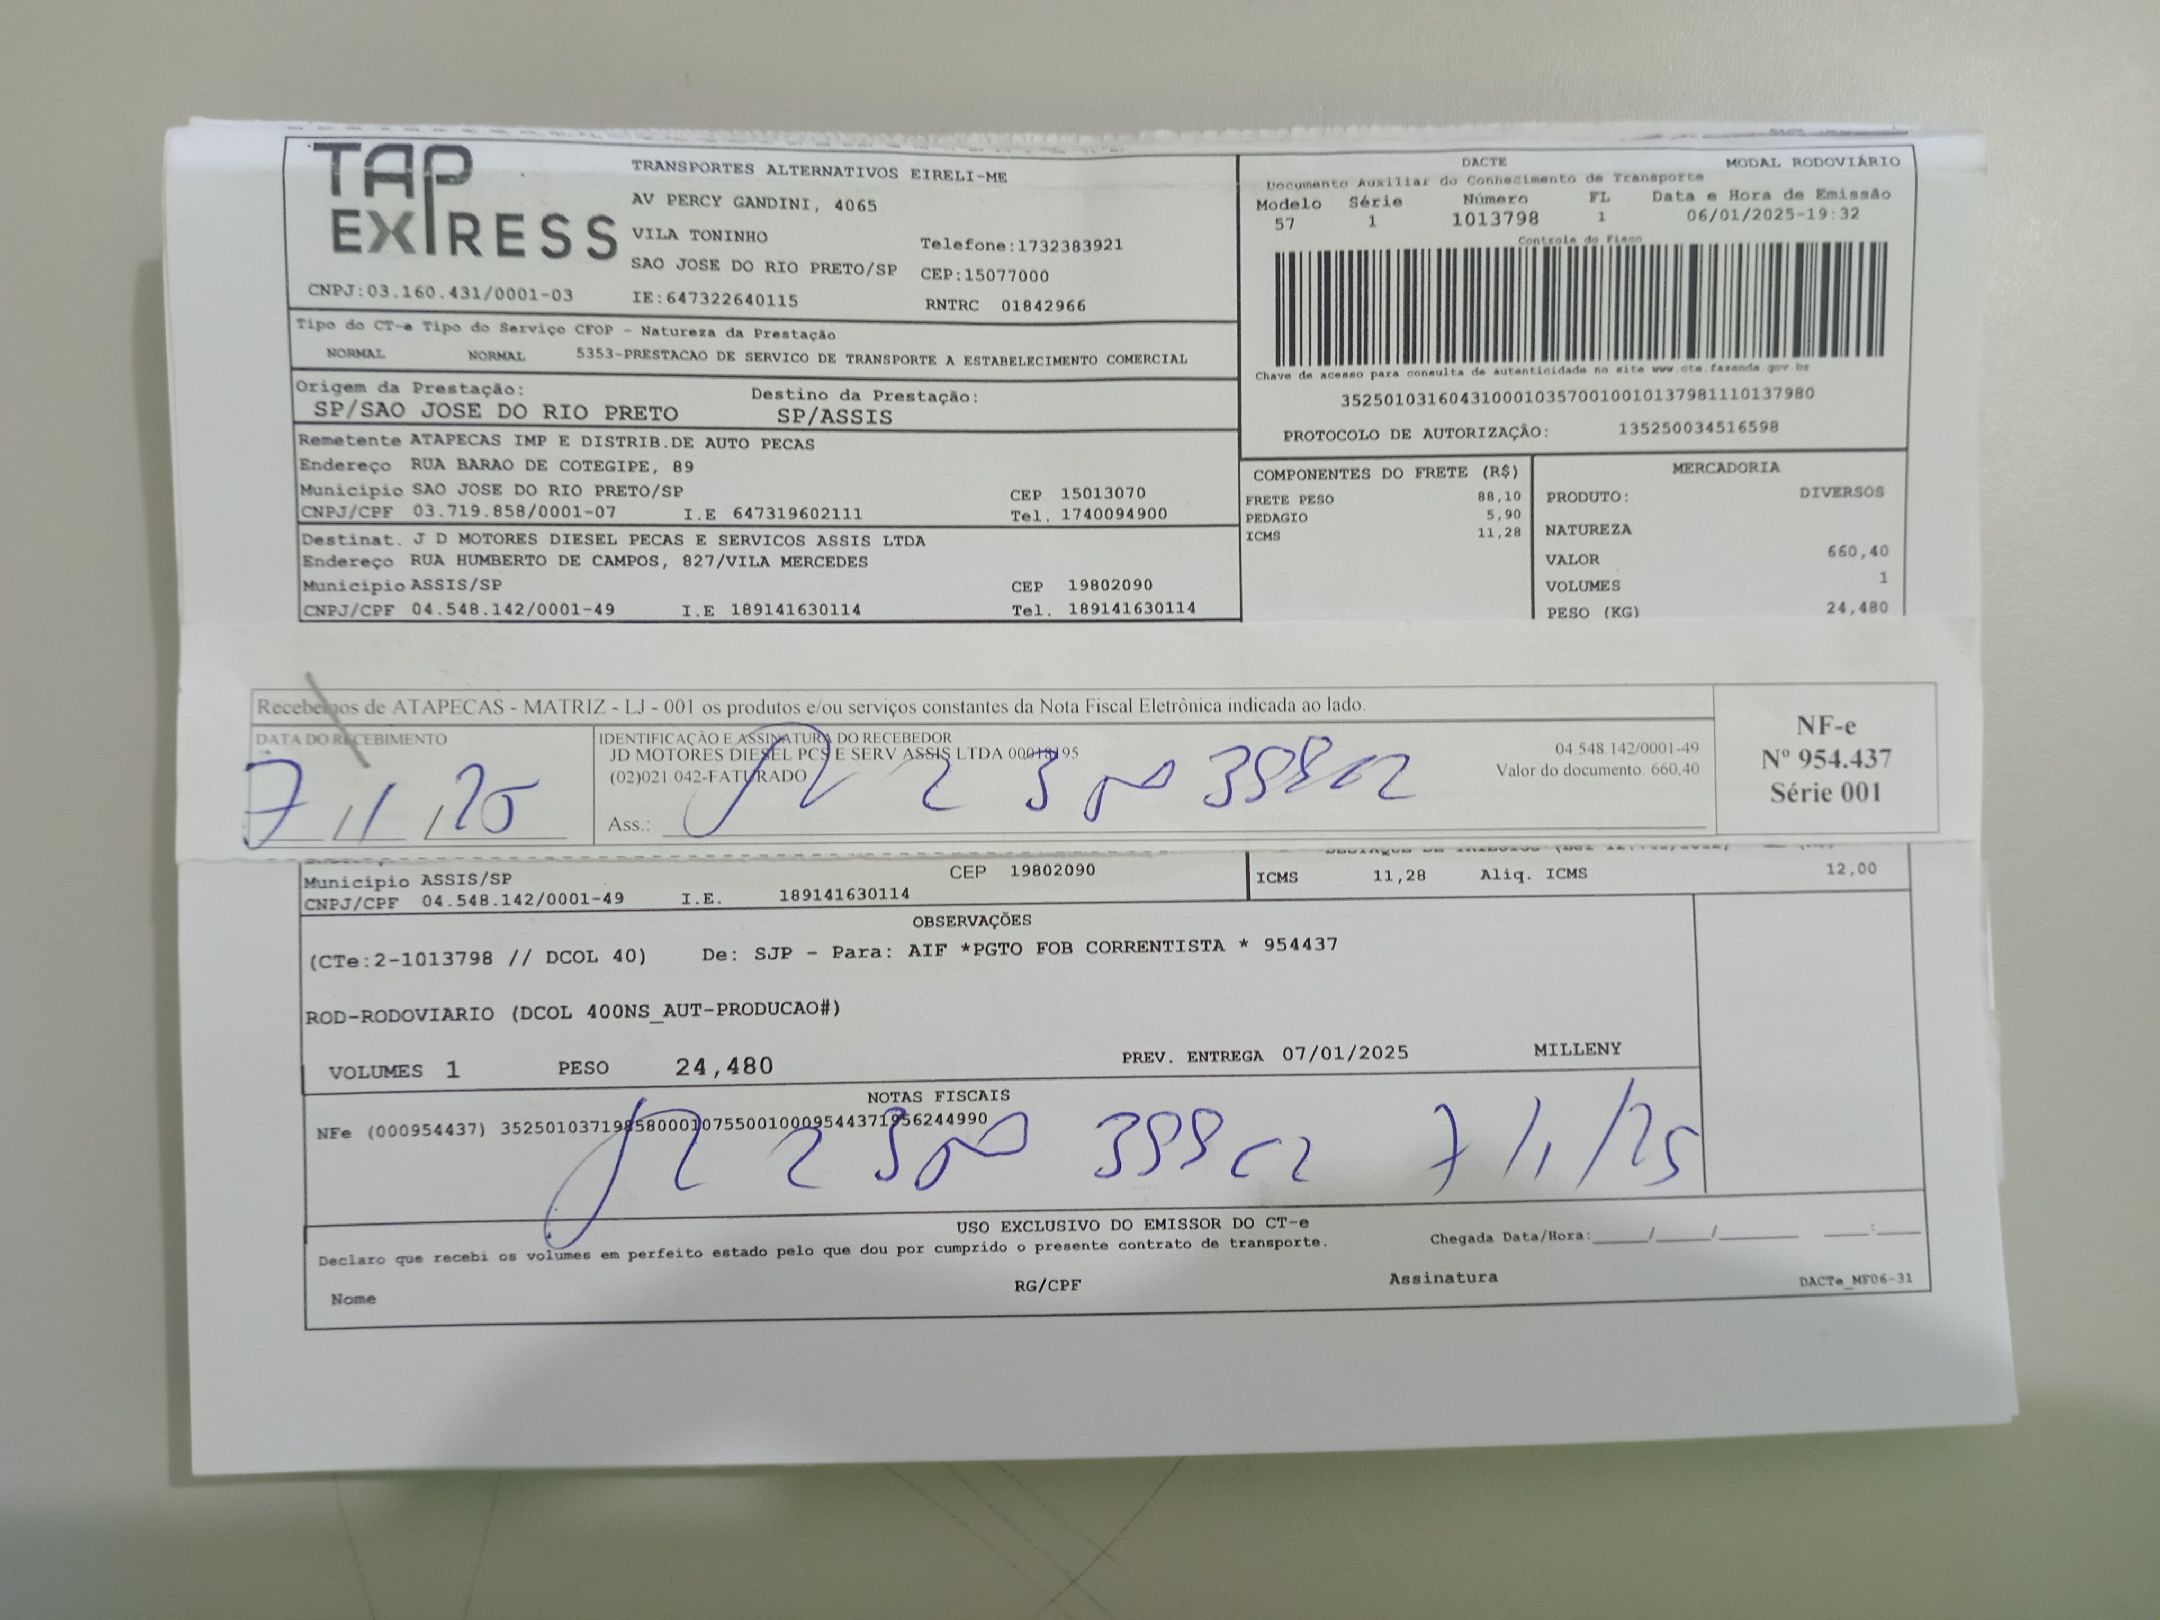 TAP EXPRESS
TRANSPORTES ALTERNATIVOS EIRELI-ME
AV PERCY GANDINI, 4065
VILA TONINHO Telefone:1732383921
SAO JOSE DO RIO PRETO/SP CEP:15077000
CNPJ:03.160.431/0001-03 IE:647322640115 RNTRC 01842966
DACTE MODAL RODOVIÁRIO
Documento Auxiliar do Conhecimento de Transporte
Modelo Série Número FL Data e Hora de Emissão
57 1 1013798 1 06/01/2025-19:32
Controle do Fisco
Chave de acesso para consulta de autenticidade no site www.cte.fazenda.gov.br
35250103160431000103570010010137981110137980
PROTOCOLO DE AUTORIZAÇÃO: 135250034516598
Tipo do CT-e Tipo do Serviço CFOP - Natureza da Prestação
NORMAL NORMAL 5353-PRESTACAO DE SERVICO DE TRANSPORTE A ESTABELECIMENTO COMERCIAL
Origem da Prestação: Destino da Prestação:
SP/SAO JOSE DO RIO PRETO SP/ASSIS
Remetente ATAPECAS IMP E DISTRIB.DE AUTO PECAS
Endereço RUA BARAO DE COTEGIPE, 89
Municipio SAO JOSE DO RIO PRETO/SP CEP 15013070
CNPJ/CPF 03.719.858/0001-07 I.E 647319602111 Tel. 1740094900
Destinat. J D MOTORES DIESEL PECAS E SERVICOS ASSIS LTDA
Endereço RUA HUMBERTO DE CAMPOS, 827/VILA MERCEDES
Municipio ASSIS/SP CEP 19802090
CNPJ/CPF 04.548.142/0001-49 I.E 189141630114 Tel. 189141630114
COMPONENTES DO FRETE (R$)
FRETE PESO 88,10
PEDAGIO 5,90
ICMS 11,28
MERCADORIA
PRODUTO: DIVERSOS
NATUREZA
VALOR 660,40
VOLUMES 1
PESO (KG) 24,480
Recebemos de ATAPECAS - MATRIZ - LJ - 001 os produtos e/ou serviços constantes da Nota Fiscal Eletrônica indicada ao lado.
DATA DO RECEBIMENTO
7/1/25
IDENTIFICAÇÃO E ASSINATURA DO RECEBEDOR
JD MOTORES DIESEL PCS E SERV ASSIS LTDA 00018195 04.548.142/0001-49
(02)021 042-FATURADO Valor do documento: 660,40
Ass.:
NF-e
Nº 954.437
Série 001
Municipio ASSIS/SP CEP 19802090
CNPJ/CPF 04.548.142/0001-49 I.E. 189141630114
ICMS 11,28 Aliq. ICMS 12,00
OBSERVAÇÕES
(CTe:2-1013798 // DCOL 40) De: SJP - Para: AIF *PGTO FOB CORRENTISTA * 954437
ROD-RODOVIARIO (DCOL 400NS_AUT-PRODUCAO#)
VOLUMES 1 PESO 24,480 PREV. ENTREGA 07/01/2025 MILLENY
NOTAS FISCAIS
NFe (000954437) 35250103719858000107550010009544371956244990
7/1/25
USO EXCLUSIVO DO EMISSOR DO CT-e
Declaro que recebi os volumes em perfeito estado pelo que dou por cumprido o presente contrato de transporte. Chegada Data/Hora:_____/_____/_______ ____:____
Nome RG/CPF Assinatura DACTe_MF06-31